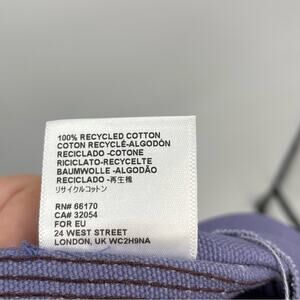 100% RECYCLED COTTON
COTON RECYCLÉ-ALGODÓN
RECICLADO -COTONE
RICICLATO-RECYCELTE
BAUMWOLLE -ALGODÃO
RECICLADO -再生棉
リサイクルコットン
RN# 66170
CA# 32054
FOR EU
24 WEST STREET
LONDON, UK WC2H9NA